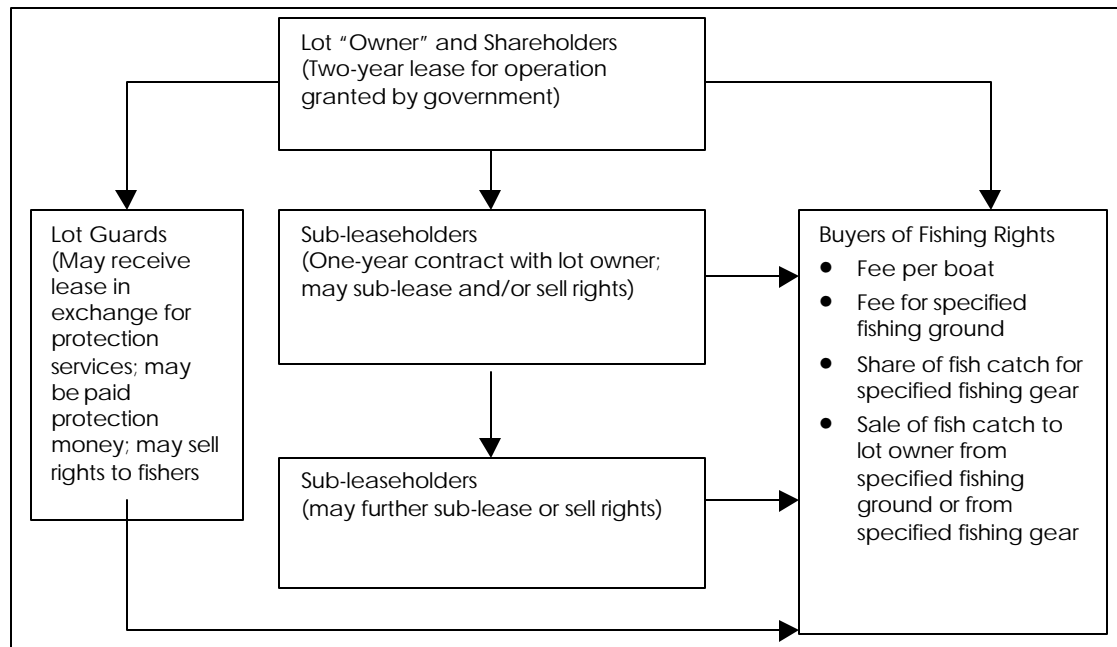 Lot “Owner” and Shareholders
(Two-year lease for operation
granted by government)
Lot Guards
(May receive
lease in
exchange for
protection
services; may
be paid
protection
money; may sell
rights to fishers
Sub-leaseholders
(One-year contract with lot owner;
may sub-lease and/or sell rights)
Sub-leaseholders
(may further sub-lease or sell rights)
Buyers of Fishing Rights
● Fee per boat
● Fee for specified
fishing ground
● Share of fish catch for
specified fishing gear
● Sale of fish catch to
lot owner from
specified fishing
ground or from
specified fishing gear